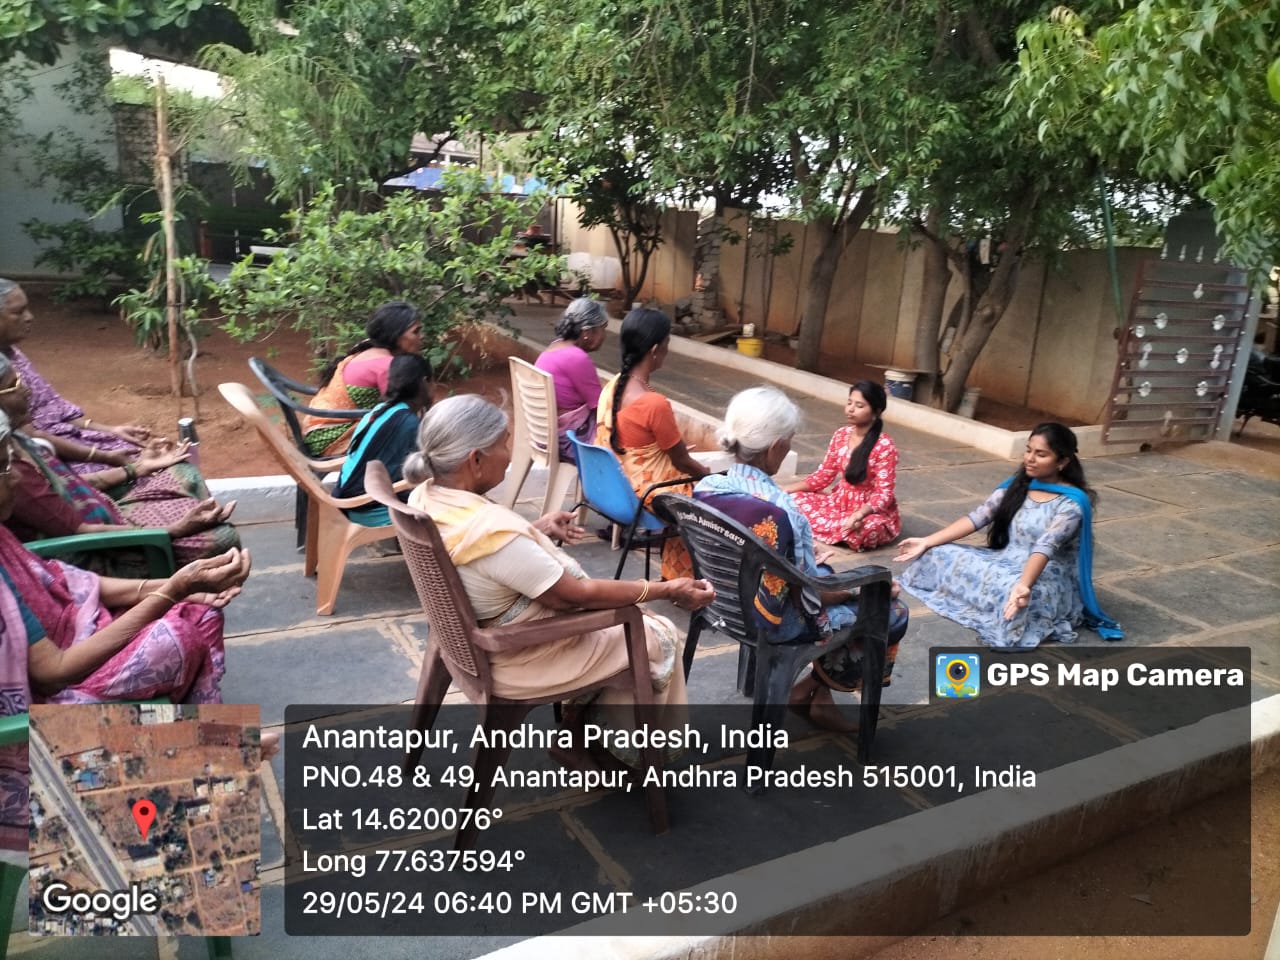 Anniversary
GPS Map Camera
Anantapur, Andhra Pradesh, India
PNO.48 & 49, Anantapur, Andhra Pradesh 515001, India
Lat 14.620076°
Long 77.637594°
29/05/24 06:40 PM GMT +05:30
Google